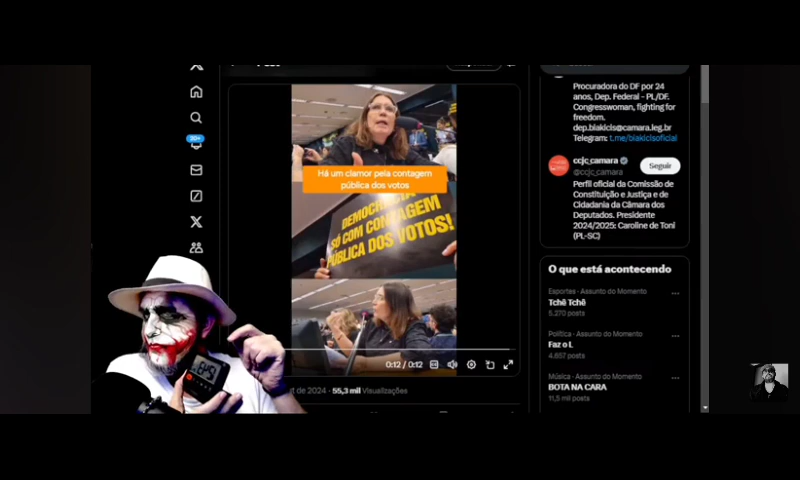 Há um clamor pela contagem
pública dos votos
DEMOCRACIA
SÓ COM CONTAGEM
PÚBLICA DOS VOTOS!
0:12 / 0:12
de 2024 · 55,3 mil Visualizações
20+
Procuradora do DF por 24
anos, Dep. Federal - PL/DF.
Congresswoman, fighting for
freedom.
dep.biakicis@camara.leg.br
Telegram: t.me/biakicisoficial
ccjc_camara
@ccjc_camara
Seguir
Perfil oficial da Comissão de
Constituição e Justiça e de
Cidadania da Câmara dos
Deputados. Presidente
2024/2025: Caroline de Toni
(PL-SC)
O que está acontecendo
Esportes · Assunto do Momento
Tchê Tchê
5,270 posts
Política · Assunto do Momento
Faz o L
4.657 posts
Música · Assunto do Momento
BOTA NA CARA
11,5 mil posts